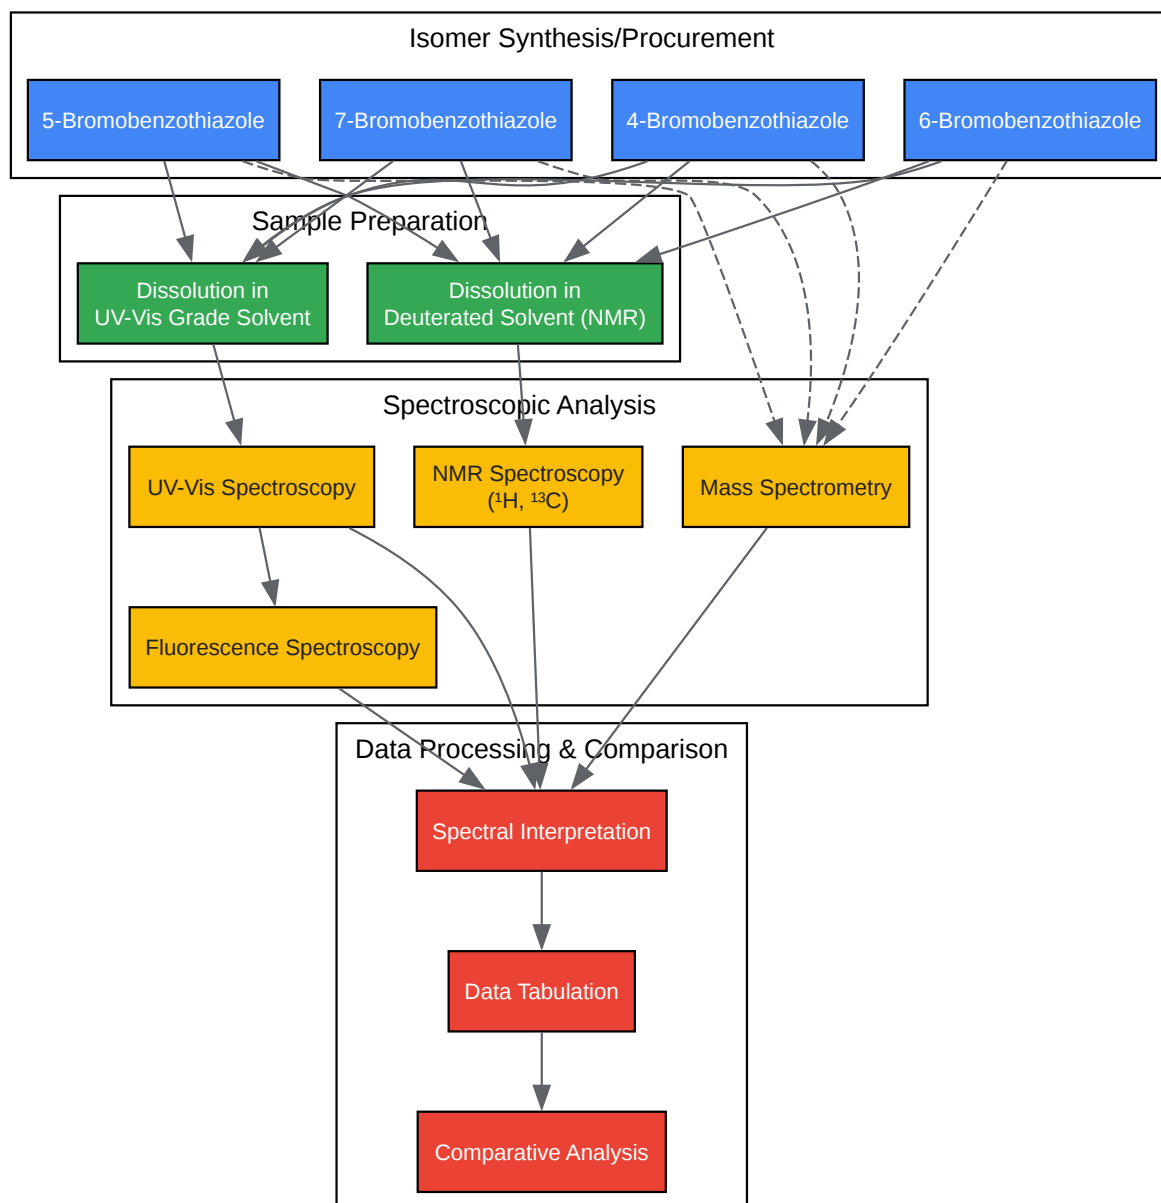 Isomer Synthesis/Procurement
5-Bromobenzothiazole
7-Bromobenzothiazole
4-Bromobenzothiazole
6-Bromobenzothiazole
Sample Preparation
Dissolution in
UV-Vis Grade Solvent
Dissolution in
Deuterated Solvent (NMR)
Spectroscopic Analysis
UV-Vis Spectroscopy
NMR Spectroscopy
(¹H, ¹³C)
Mass Spectrometry
Fluorescence Spectroscopy
Data Processing & Comparison
Spectral Interpretation
Data Tabulation
Comparative Analysis